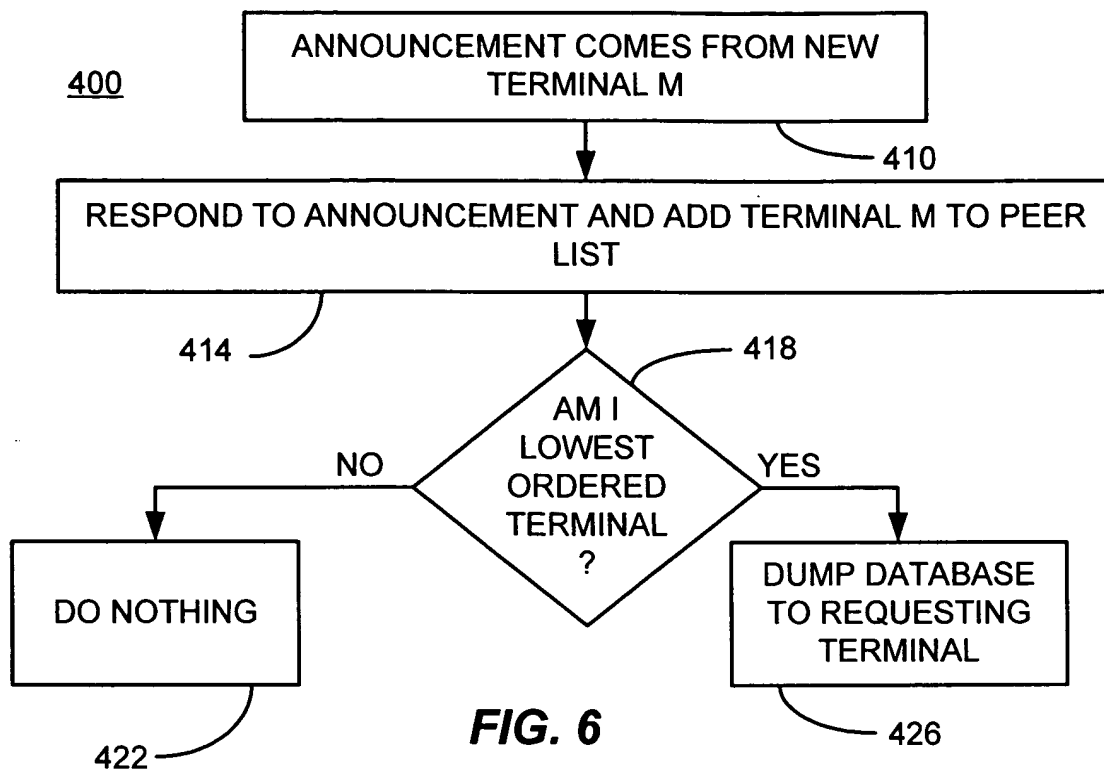 400
ANNOUNCEMENT COMES FROM NEW
TERMINAL M
410
RESPOND TO ANNOUNCEMENT AND ADD TERMINAL M TO PEER
LIST
414
418
AM I
LOWEST
ORDERED
TERMINAL
?
NO
YES
DO NOTHING
DUMP DATABASE
TO REQUESTING
TERMINAL
422
426
FIG. 6